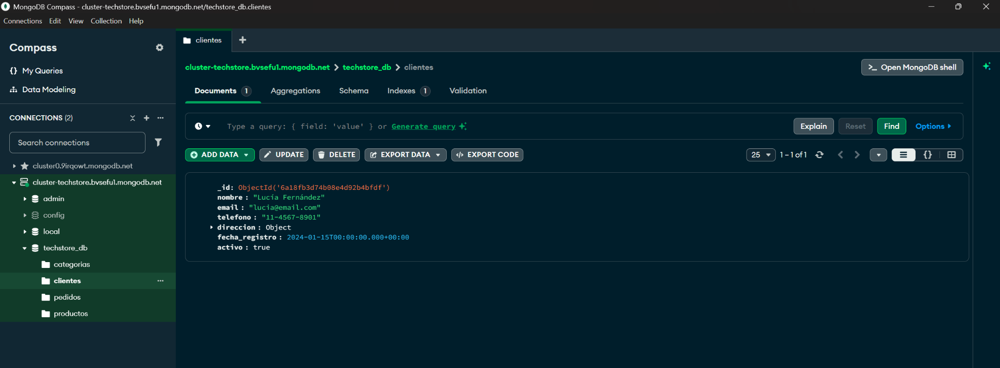 MongoDB Compass - cluster-techstore.bvsefu1.mongodb.net/techstore_db.clientes
Connections Edit View Collection Help
Compass
My Queries
Data Modeling
CONNECTIONS (2)
Search connections
cluster0.9irqowt.mongodb.net
cluster-techstore.bvsefu1.mongodb.net
admin
config
local
techstore_db
categorias
clientes
pedidos
productos
clientes
cluster-techstore.bvsefu1.mongodb.net > techstore_db > clientes
>_ Open MongoDB shell
Documents 1 Aggregations Schema Indexes 1 Validation
Type a query: { field: 'value' } or Generate query
Explain Reset Find Options
ADD DATA UPDATE DELETE EXPORT DATA </> EXPORT CODE
25 1 – 1 of 1 {}
_id: ObjectId('6a18fb3d74b08e4d92b4bfdf')
nombre : "Lucía Fernández"
email : "lucia@email.com"
telefono : "11-4567-8901"
direccion : Object
fecha_registro : 2024-01-15T00:00:00.000+00:00
activo : true